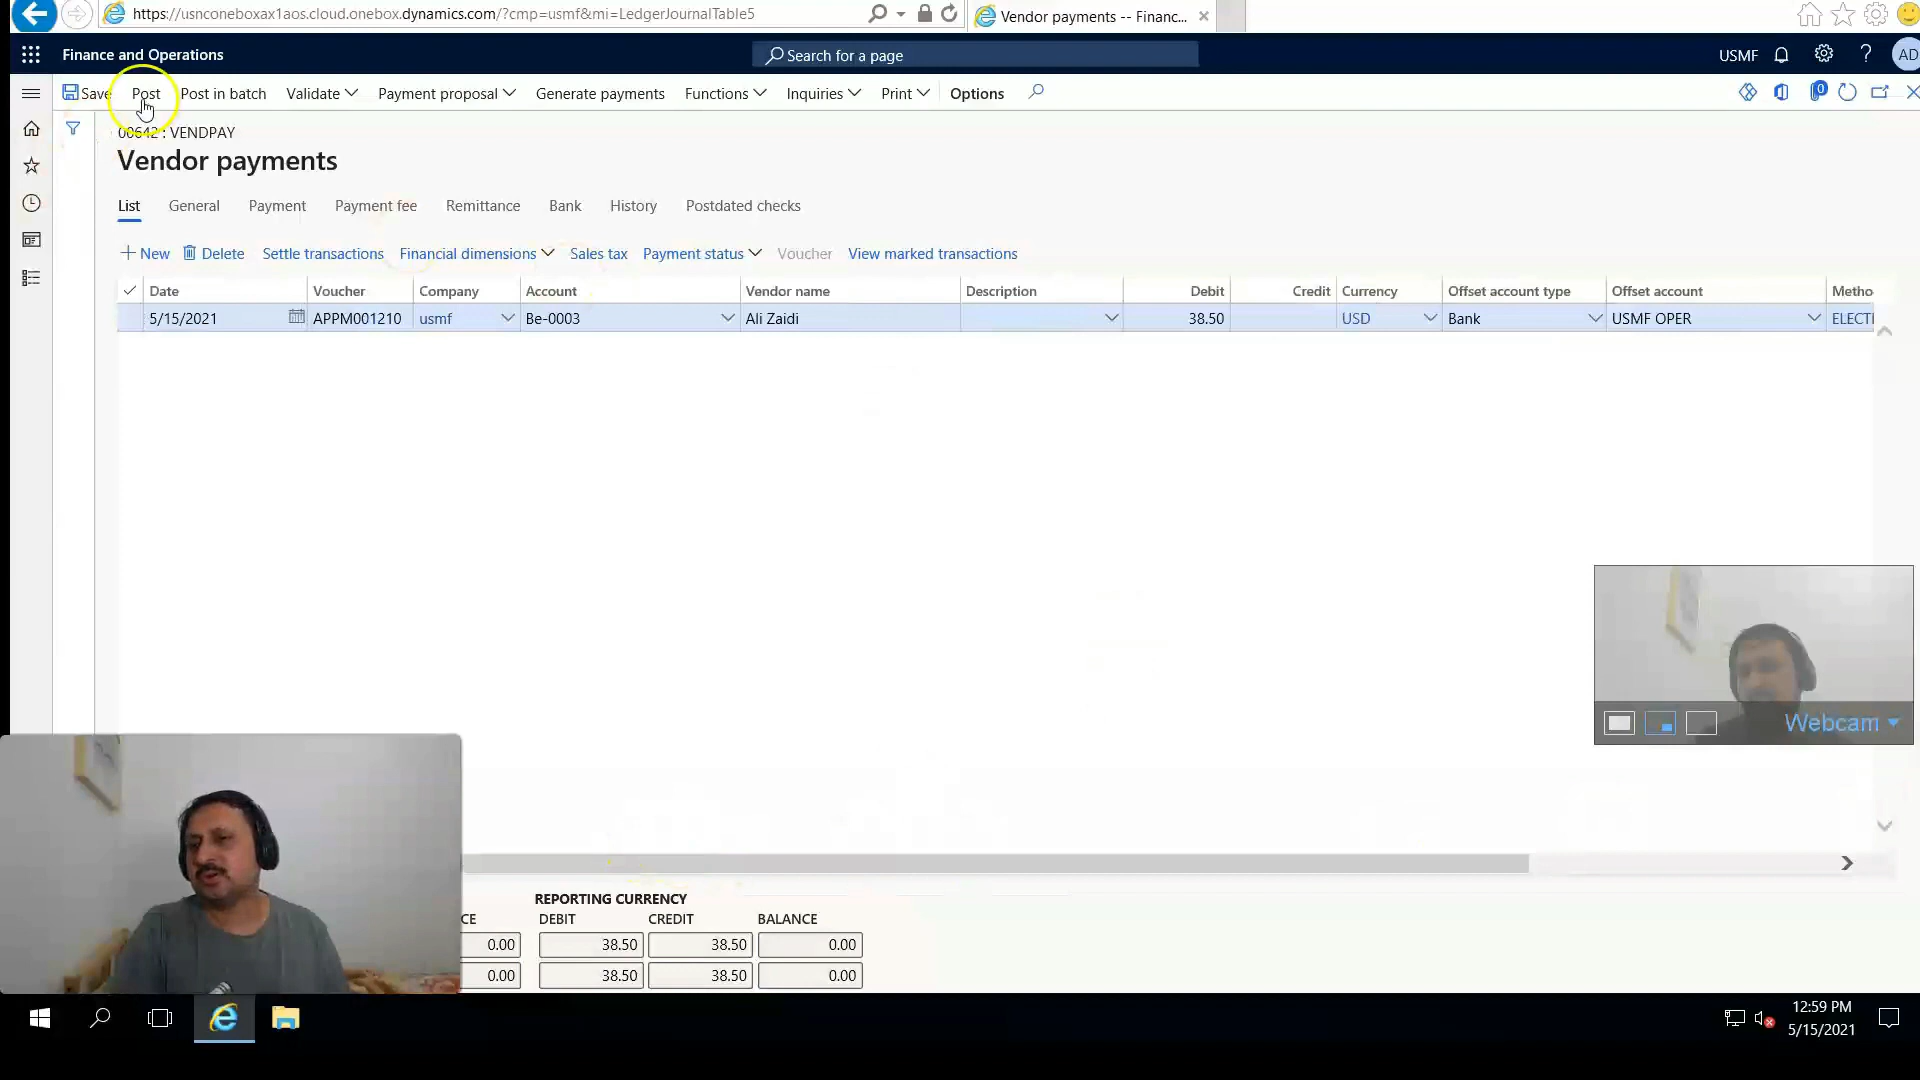 https://usnconeboxax1aos.cloud.onebox.dynamics.com/?cmp=usmf&mi=LedgerJournalTable5
Vendor payments -- Financ...
Finance and Operations
Search for a page
USMF
AD
Save Post Post in batch Validate Payment proposal Generate payments Functions Inquiries Print Options
0
00642 : VENDPAY
Vendor payments
List General Payment Payment fee Remittance Bank History Postdated checks
New Delete Settle transactions Financial dimensions Sales tax Payment status Voucher View marked transactions
Date Voucher Company Account Vendor name Description Debit Credit Currency Offset account type Offset account Metho
5/15/2021 APPM001210 usmf Be-0003 Ali Zaidi 38.50 USD Bank USMF OPER ELECTI
Webcam
REPORTING CURRENCY
CE DEBIT CREDIT BALANCE
0.00 38.50 38.50 0.00
0.00 38.50 38.50 0.00
12:59 PM
5/15/2021